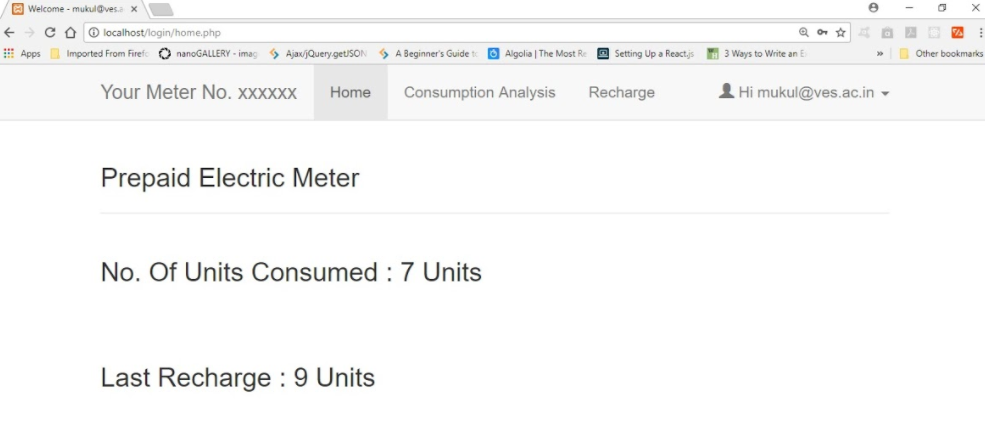 Welcome - mukul@ves.a
localhost/login/home.php
Apps Imported From Firefo nanoGALLERY - imag Ajax/jQuery.getJSON A Beginner's Guide to Algolia | The Most Re Setting Up a React.js 3 Ways to Write an E » Other bookmarks
Your Meter No. xxxxxx Home Consumption Analysis Recharge Hi mukul@ves.ac.in
Prepaid Electric Meter
No. Of Units Consumed : 7 Units
Last Recharge : 9 Units